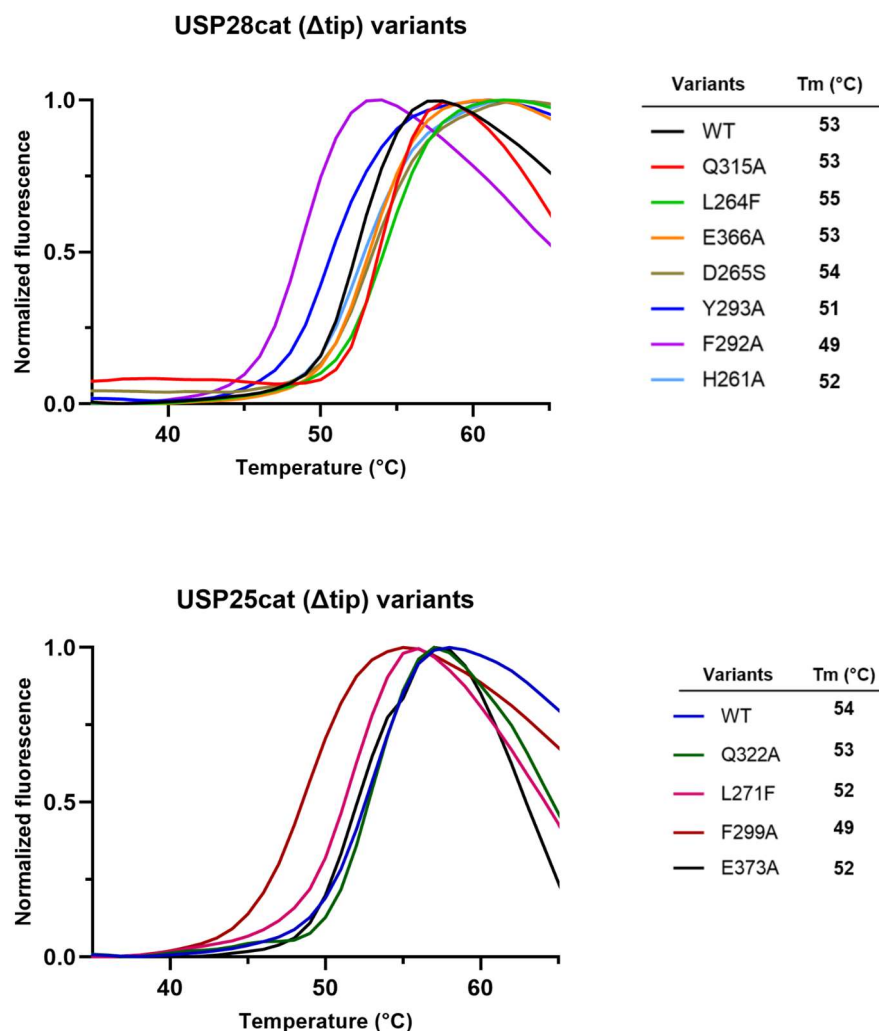 USP28cat (Δtip) variants
Normalized fluorescence
1.0
0.5
0.0
40 50 60
Temperature (°C)
Variants Tm (°C)
WT 53
Q315A 53
L264F 55
E366A 53
D265S 54
Y293A 51
F292A 49
H261A 52
USP25cat (Δtip) variants
Normalized fluorescence
1.0
0.5
0.0
40 50 60
Temperature (°C)
Variants Tm (°C)
WT 54
Q322A 53
L271F 52
F299A 49
E373A 52